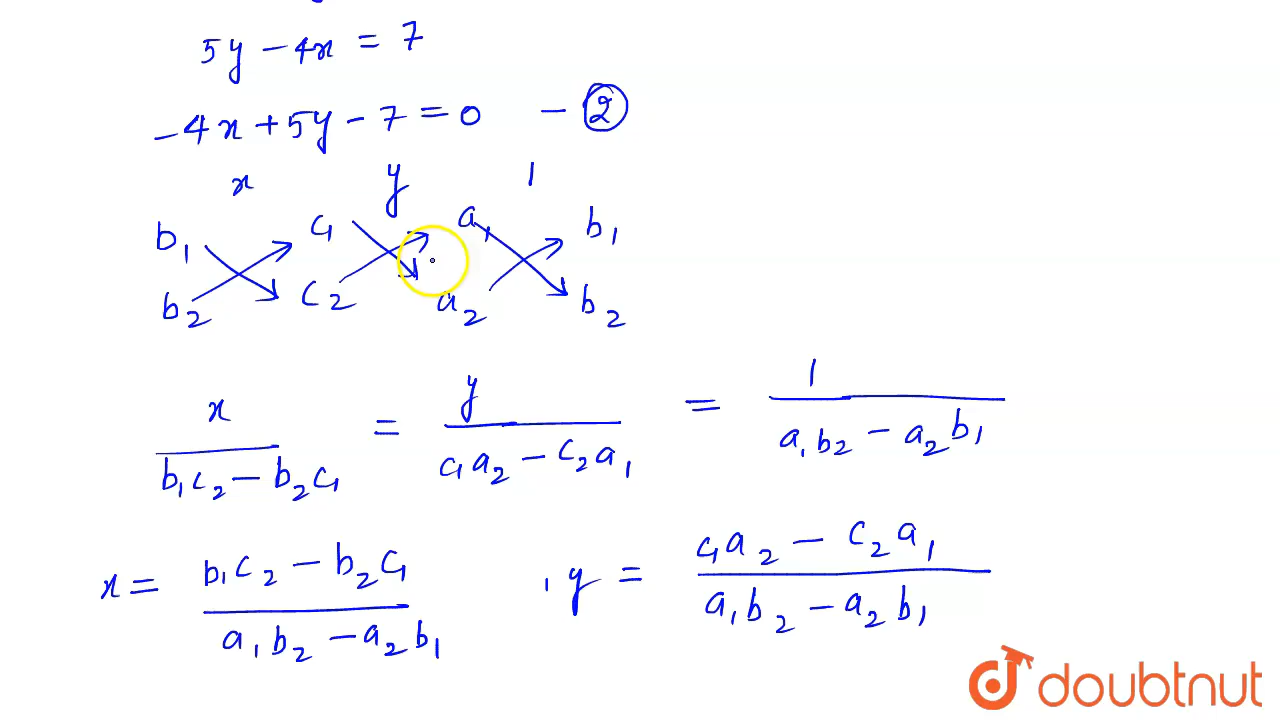 5y − 4x = 7
−4x + 5y − 7 = 0 − ②
x y 1
b₁ c₁ a₁ b₁
b₂ c₂ a₂ b₂
x/(b₁c₂ − b₂c₁) = y/(c₁a₂ − c₂a₁) = 1/(a₁b₂ − a₂b₁)
x = (b₁c₂ − b₂c₁)/(a₁b₂ − a₂b₁) , y = (c₁a₂ − c₂a₁)/(a₁b₂ − a₂b₁)
doubtnut